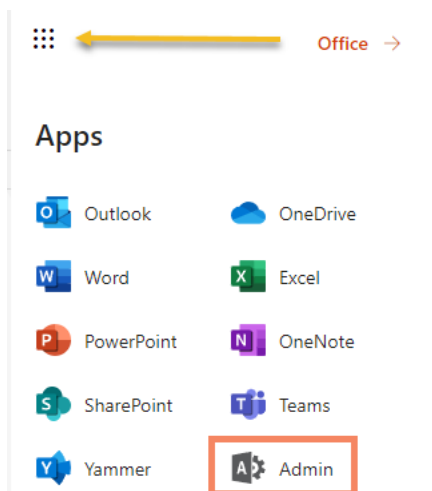 Office →
Apps
Outlook OneDrive
Word Excel
PowerPoint OneNote
SharePoint Teams
Yammer Admin